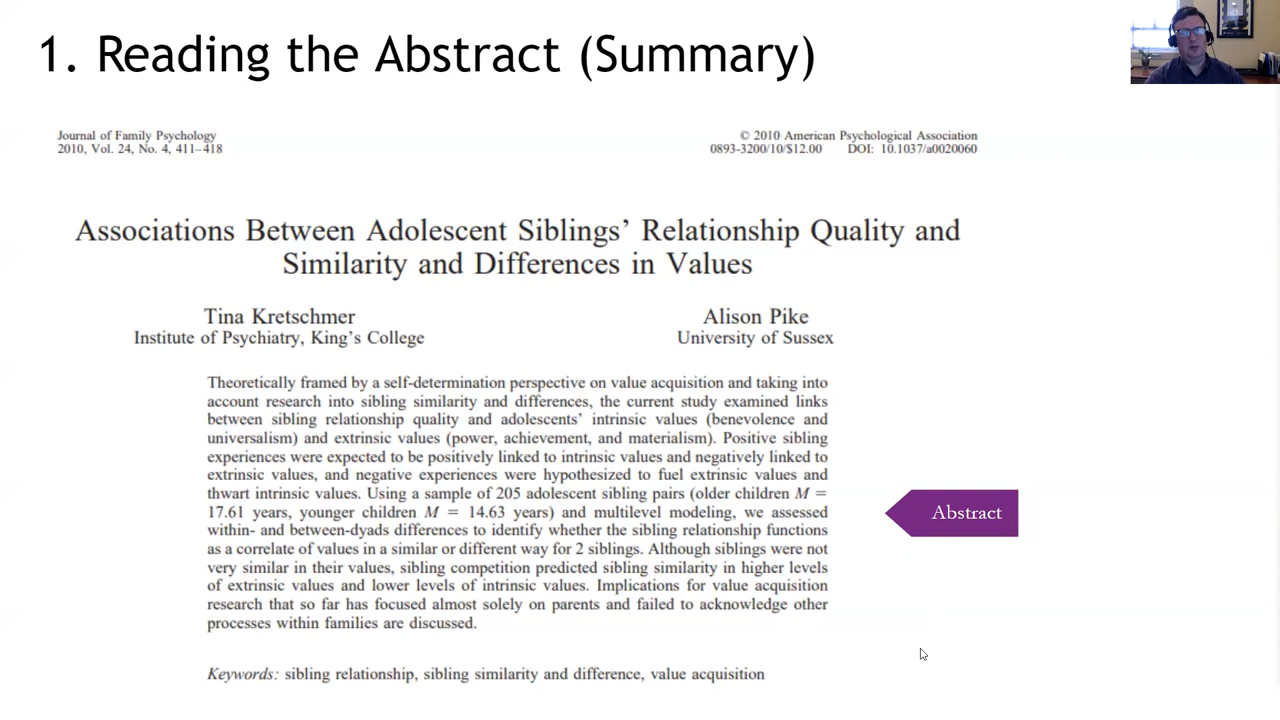 1. Reading the Abstract (Summary)
Journal of Family Psychology
2010, Vol. 24, No. 4, 411–418
© 2010 American Psychological Association
0893-3200/10/$12.00 DOI: 10.1037/a0020060
Associations Between Adolescent Siblings’ Relationship Quality and
Similarity and Differences in Values
Tina Kretschmer
Institute of Psychiatry, King’s College
Alison Pike
University of Sussex
Theoretically framed by a self-determination perspective on value acquisition and taking into
account research into sibling similarity and differences, the current study examined links
between sibling relationship quality and adolescents’ intrinsic values (benevolence and
universalism) and extrinsic values (power, achievement, and materialism). Positive sibling
experiences were expected to be positively linked to intrinsic values and negatively linked to
extrinsic values, and negative experiences were hypothesized to fuel extrinsic values and
thwart intrinsic values. Using a sample of 205 adolescent sibling pairs (older children M =
17.61 years, younger children M = 14.63 years) and multilevel modeling, we assessed
within- and between-dyads differences to identify whether the sibling relationship functions
as a correlate of values in a similar or different way for 2 siblings. Although siblings were not
very similar in their values, sibling competition predicted sibling similarity in higher levels
of extrinsic values and lower levels of intrinsic values. Implications for value acquisition
research that so far has focused almost solely on parents and failed to acknowledge other
processes within families are discussed.
Abstract
Keywords: sibling relationship, sibling similarity and difference, value acquisition